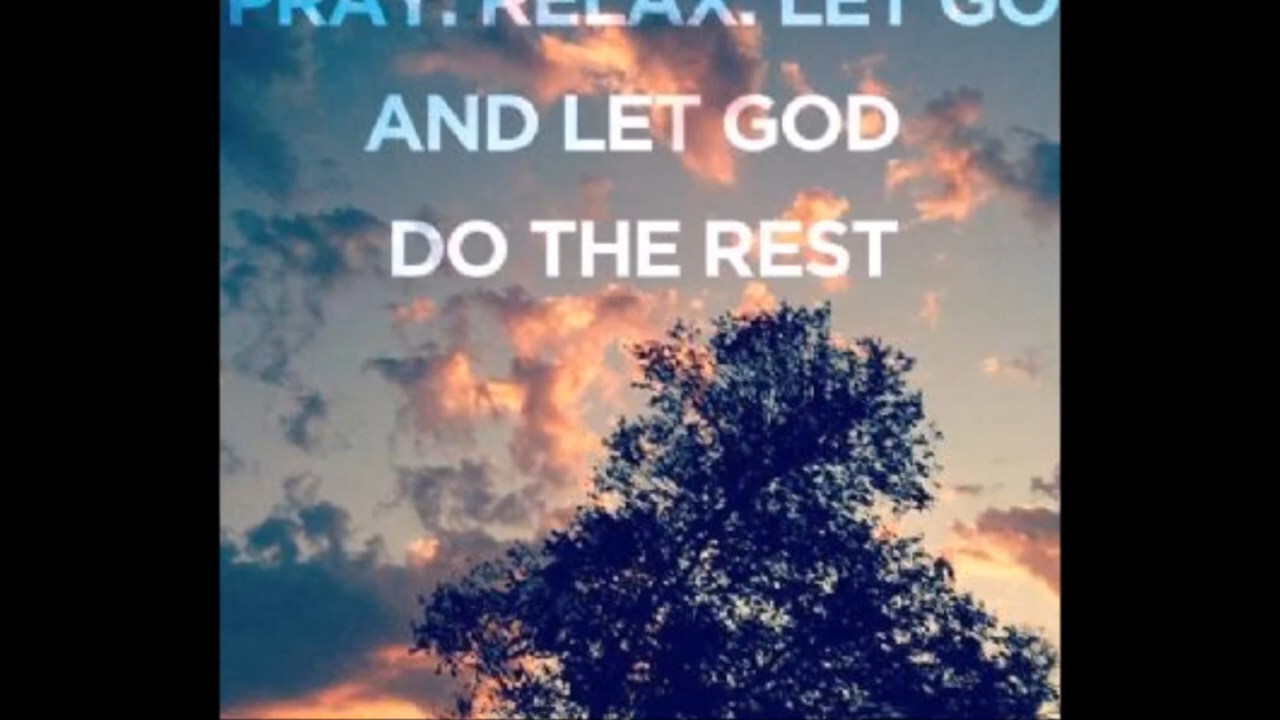 PRAY. RELAX. LET GO
AND LET GOD
DO THE REST